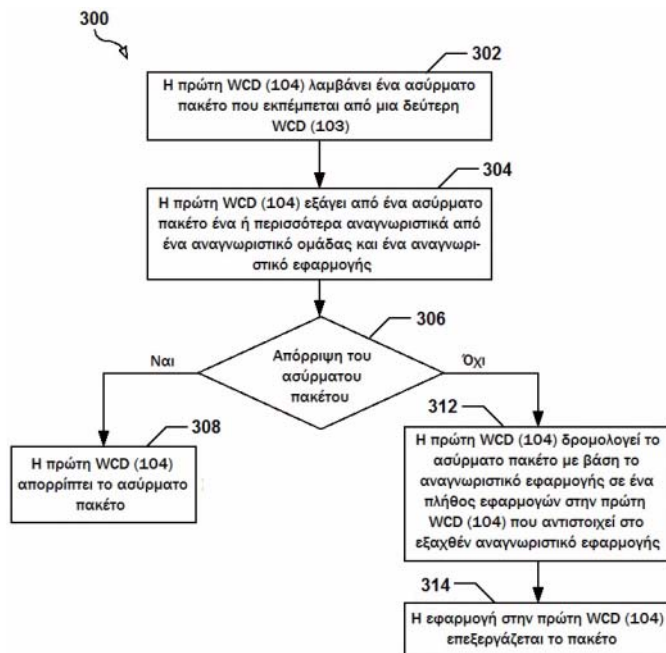 300
302
Η πρώτη WCD (104) λαμβάνει ένα ασύρματο
πακέτο που εκπέμπεται από μια δεύτερη
WCD (103)
304
Η πρώτη WCD (104) εξάγει από ένα ασύρματο
πακέτο ένα ή περισσότερα αναγνωριστικά από
ένα αναγνωριστικό ομάδας και ένα αναγνωρι-
στικό εφαρμογής
306
Απόρριψη του
ασύρματου
πακέτου
Ναι
Όχι
308
Η πρώτη WCD (104)
απορρίπτει το ασύρματο
πακέτο
312
Η πρώτη WCD (104) δρομολογεί το
ασύρματο πακέτο με βάση το
αναγνωριστικό εφαρμογής σε ένα
πλήθος εφαρμογών στην πρώτη
WCD (104) που αντιστοιχεί στο
εξαχθέν αναγνωριστικό εφαρμογής
314
Η εφαρμογή στην πρώτη WCD (104)
επεξεργάζεται το πακέτο